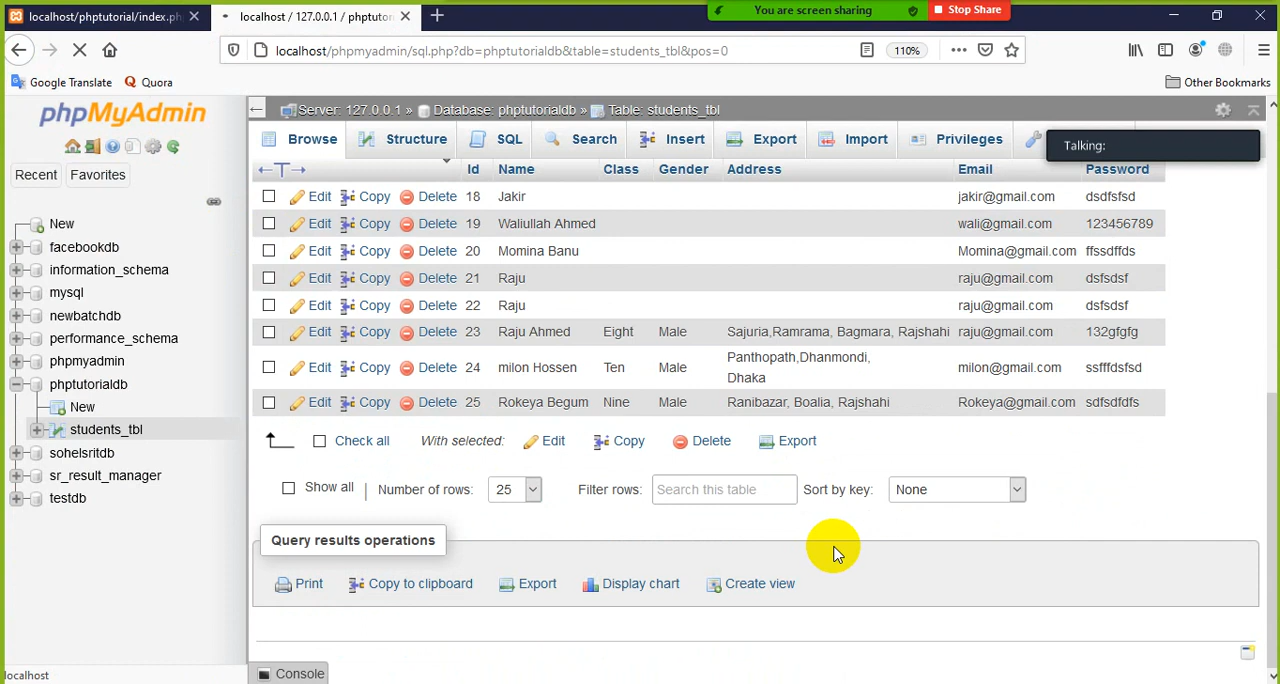 localhost/phptutorial/index.ph
localhost / 127.0.0.1 / phptutor
You are screen sharing
Stop Share
localhost/phpmyadmin/sql.php?db=phptutorialdb&table=students_tbl&pos=0
110%
Google Translate
Quora
Other Bookmarks
phpMyAdmin
Recent
Favorites
New
facebookdb
information_schema
mysql
newbatchdb
performance_schema
phpmyadmin
phptutorialdb
New
students_tbl
sohelsritdb
sr_result_manager
testdb
localhost
Server: 127.0.0.1 » Database: phptutorialdb » Table: students_tbl
Browse Structure SQL Search Insert Export Import Privileges
Talking:
Id Name Class Gender Address Email Password
Edit Copy Delete 18 Jakir jakir@gmail.com dsdfsfsd
Edit Copy Delete 19 Waliullah Ahmed wali@gmail.com 123456789
Edit Copy Delete 20 Momina Banu Momina@gmail.com ffssdffds
Edit Copy Delete 21 Raju raju@gmail.com dsfsdsf
Edit Copy Delete 22 Raju raju@gmail.com dsfsdsf
Edit Copy Delete 23 Raju Ahmed Eight Male Sajuria,Ramrama, Bagmara, Rajshahi raju@gmail.com 132gfgfg
Edit Copy Delete 24 milon Hossen Ten Male Panthopath,Dhanmondi, Dhaka milon@gmail.com ssfffdsfsd
Edit Copy Delete 25 Rokeya Begum Nine Male Ranibazar, Boalia, Rajshahi Rokeya@gmail.com sdfsdfdfs
Check all With selected: Edit Copy Delete Export
Show all Number of rows: 25 Filter rows: Search this table Sort by key: None
Query results operations
Print Copy to clipboard Export Display chart Create view
Console